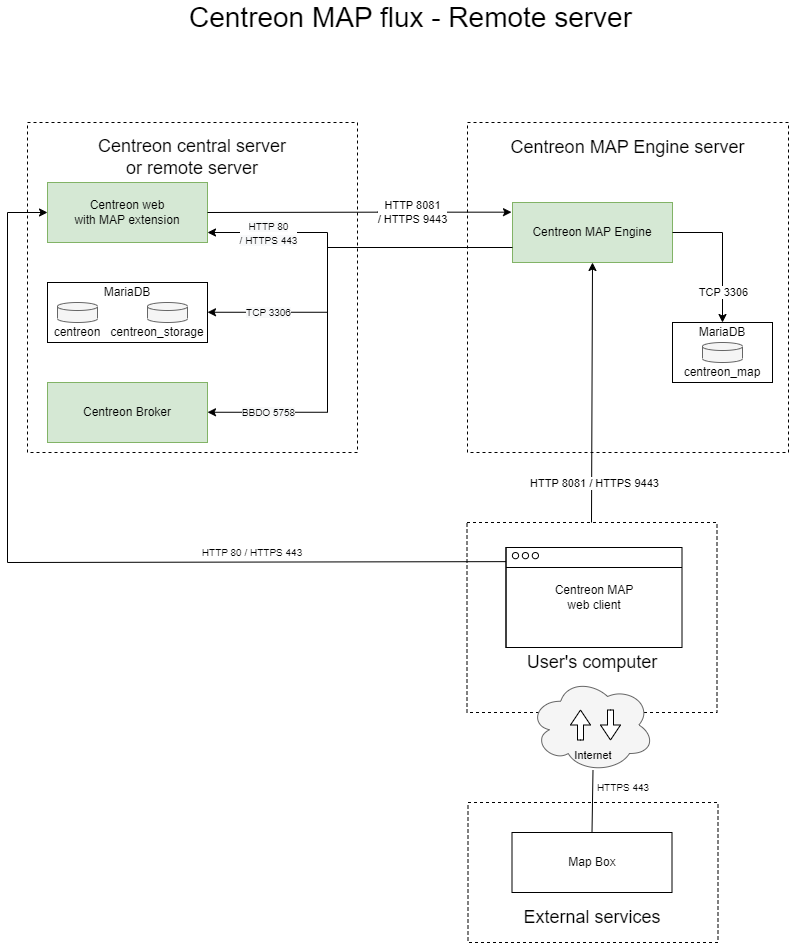 Centreon MAP flux - Remote server
Centreon central server
or remote server
Centreon MAP Engine server
Centreon web
with MAP extension
HTTP 8081
/ HTTPS 9443
HTTP 80
/ HTTPS 443
Centreon MAP Engine
MariaDB
centreon
centreon_storage
TCP 3306
TCP 3306
MariaDB
centreon_map
Centreon Broker
BBDO 5758
HTTP 8081 / HTTPS 9443
HTTP 80 / HTTPS 443
Centreon MAP
web client
User's computer
Internet
HTTPS 443
Map Box
External services